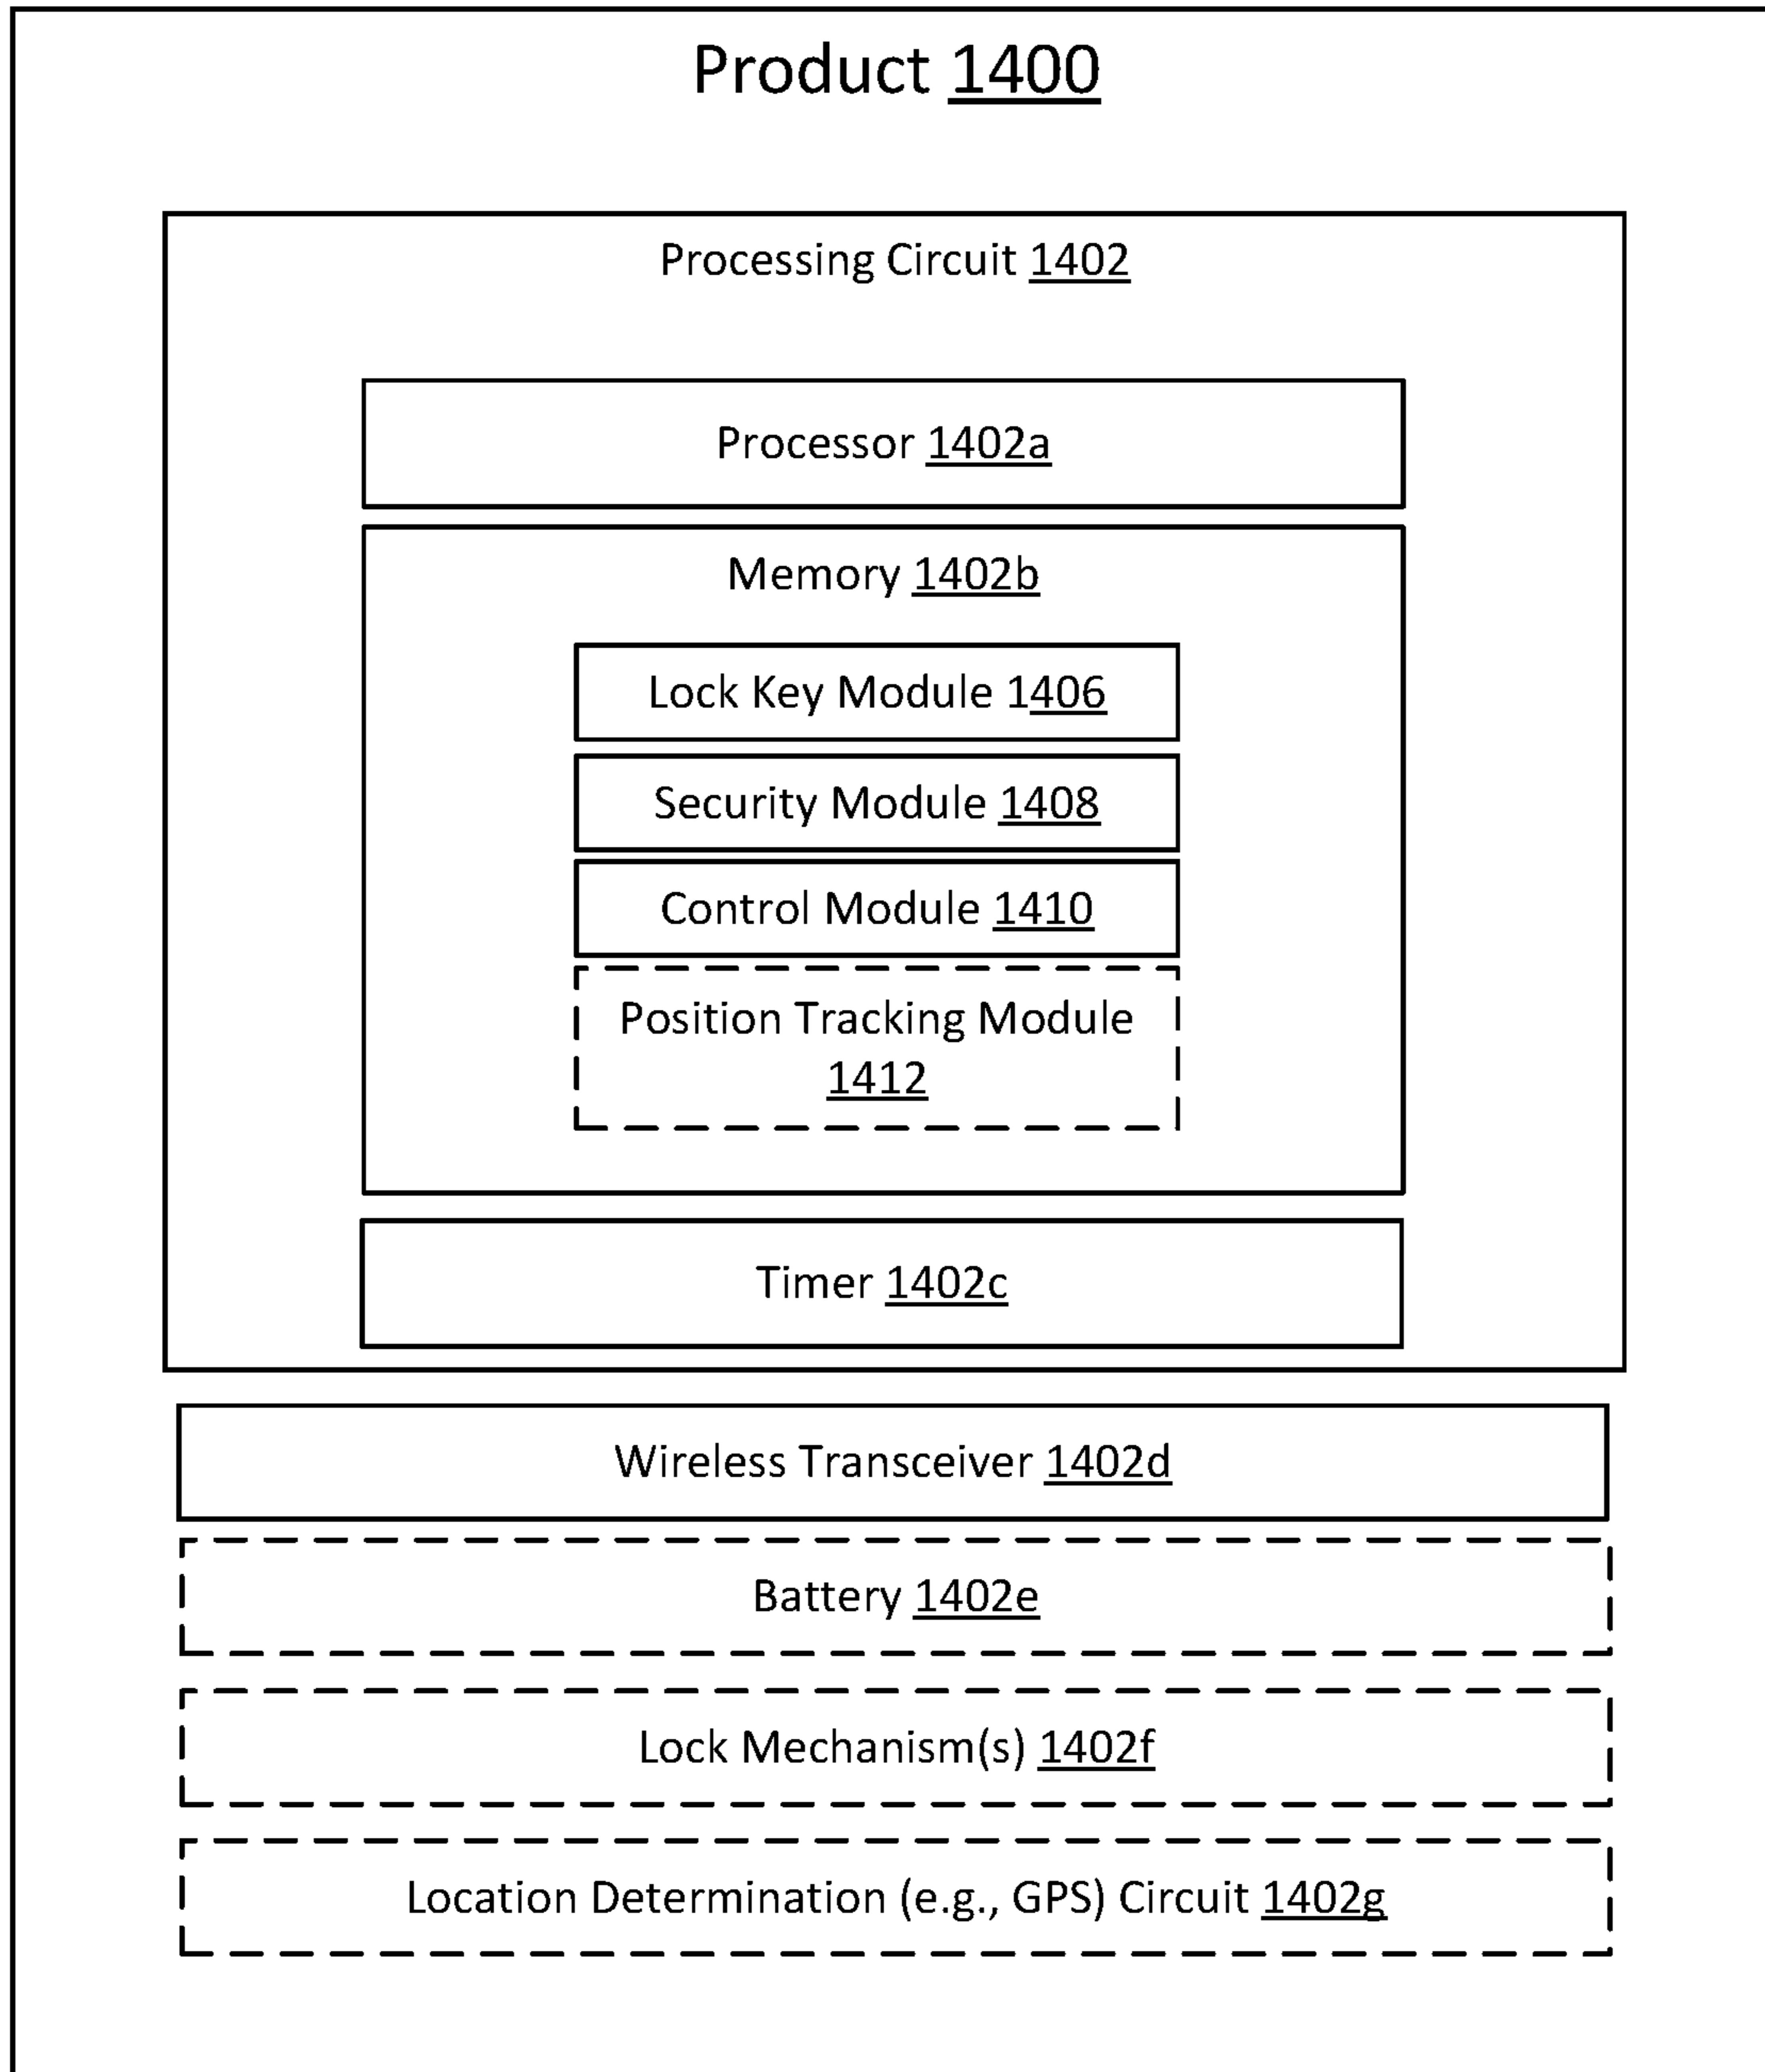 Product 1400
Processing Circuit 1402
Processor 1402a
Memory 1402b
Lock Key Module 1406
Security Module 1408
Control Module 1410
Position Tracking Module
1412
Timer 1402c
Wireless Transceiver 1402d
Battery 1402e
Lock Mechanism(s) 1402f
Location Determination (e.g., GPS) Circuit 1402g